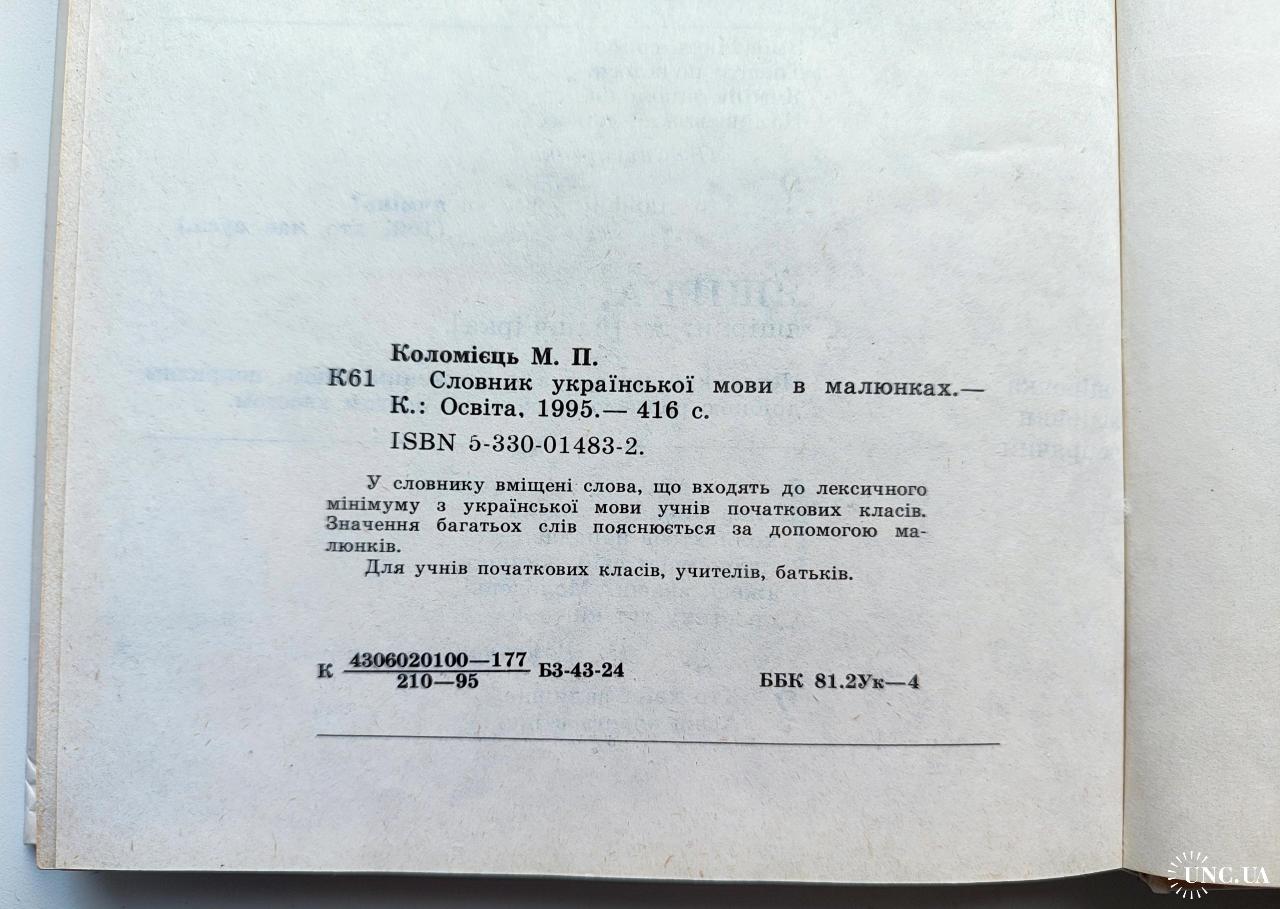 Коломієць М. П.
К61 Словник української мови в малюнках.—
К.: Освіта, 1995.— 416 с.
ISBN 5-330-01483-2.
У словнику вміщені слова, що входять до лексичного
мінімуму з української мови учнів початкових класів.
Значення багатьох слів пояснюється за допомогою ма-
люнків.
Для учнів початкових класів, учителів, батьків.
К 4306020100—177 БЗ-43-24 ББК 81.2Ук—4
210—95
UNC.UA